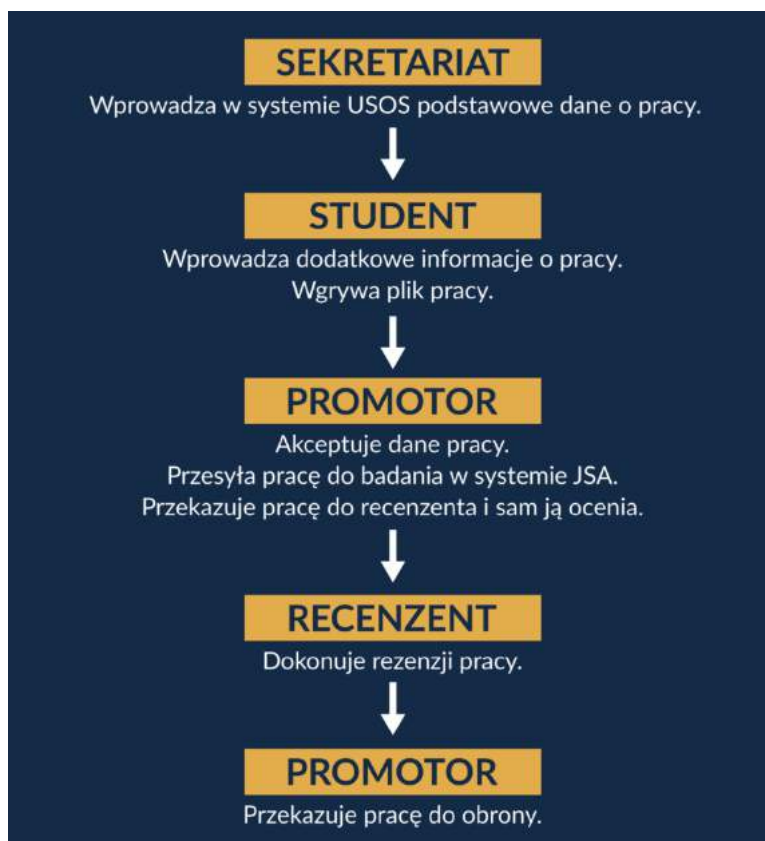 SEKRETARIAT
Wprowadza w systemie USOS podstawowe dane o pracy.
STUDENT
Wprowadza dodatkowe informacje o pracy.
Wgrywa plik pracy.
PROMOTOR
Akceptuje dane pracy.
Przesyła pracę do badania w systemie JSA.
Przekazuje pracę do recenzenta i sam ją ocenia.
RECENZENT
Dokonuje rezenzji pracy.
PROMOTOR
Przekazuje pracę do obrony.